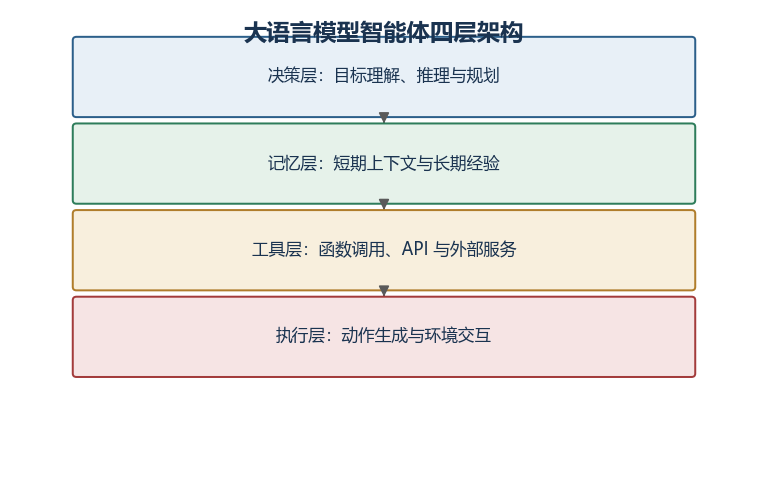 大语言模型智能体四层架构
决策层：目标理解、推理与规划
记忆层：短期上下文与长期经验
工具层：函数调用、API 与外部服务
执行层：动作生成与环境交互